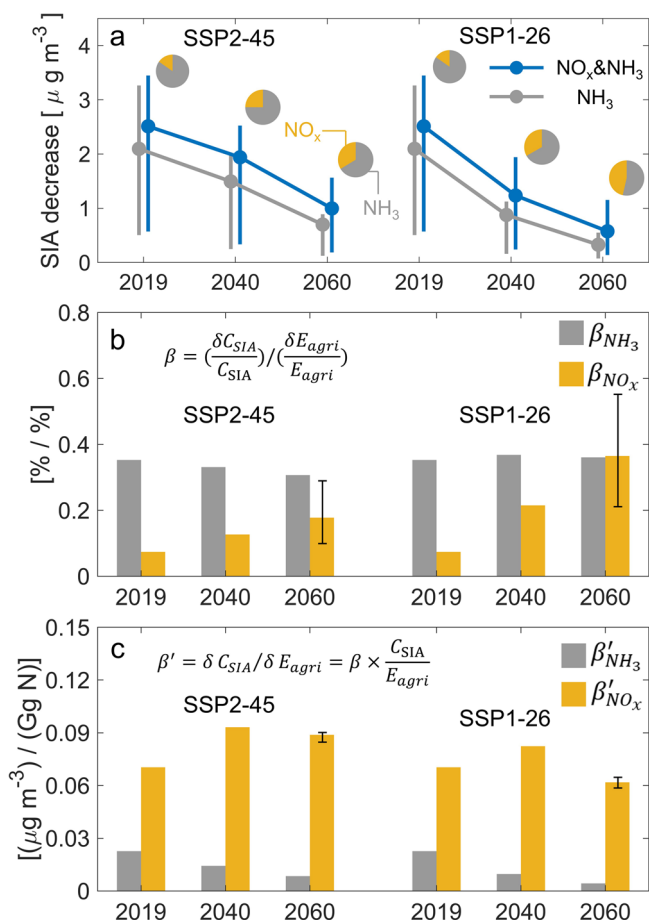 a
SSP2-45
SSP1-26
SIA decrease [ μ g m⁻³ ]
4
3
2
1
0
NOₓ&NH₃
NH₃
NOₓ
NH₃
2019 2040 2060 2019 2040 2060
b
β = (δC_SIA / C_SIA)/(δE_agri / E_agri)
β_NH₃
β_NOₓ
SSP2-45
SSP1-26
[% / %]
0.8
0.6
0.4
0.2
0
2019 2040 2060 2019 2040 2060
c
β′ = δ C_SIA/δ E_agri = β × C_SIA / E_agri
β′_NH₃
β′_NOₓ
SSP2-45
SSP1-26
[(μg m⁻³) / (Gg N)]
0.15
0.12
0.09
0.06
0.03
0
2019 2040 2060 2019 2040 2060